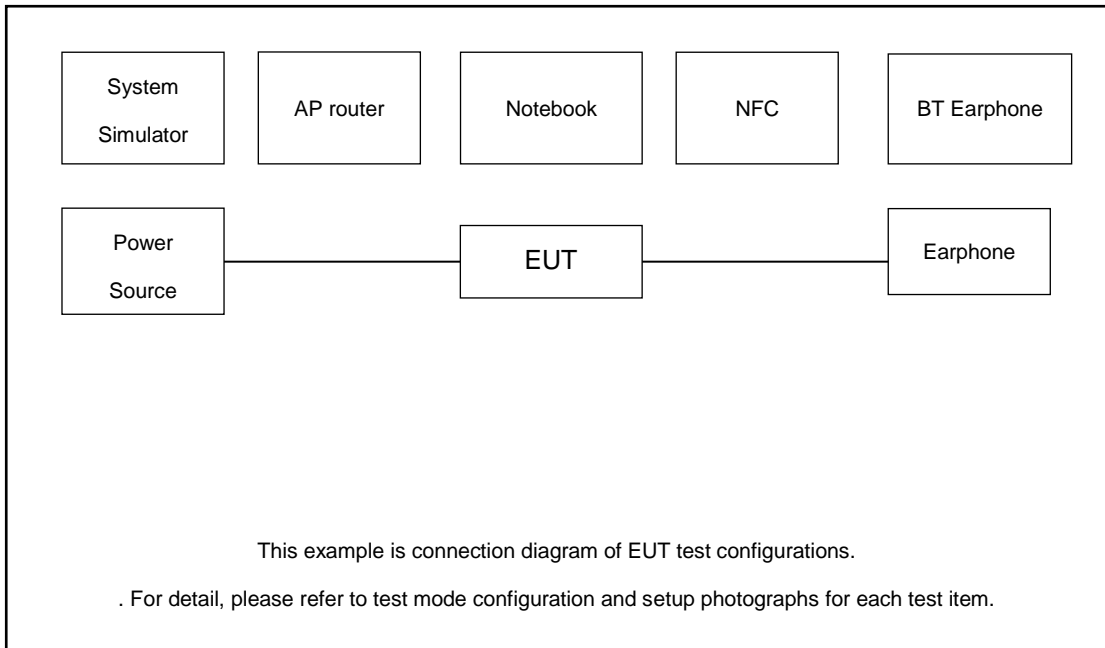 System
Simulator
AP router
Notebook
NFC
BT Earphone
Power
Source
EUT
Earphone
This example is connection diagram of EUT test configurations.
. For detail, please refer to test mode configuration and setup photographs for each test item.